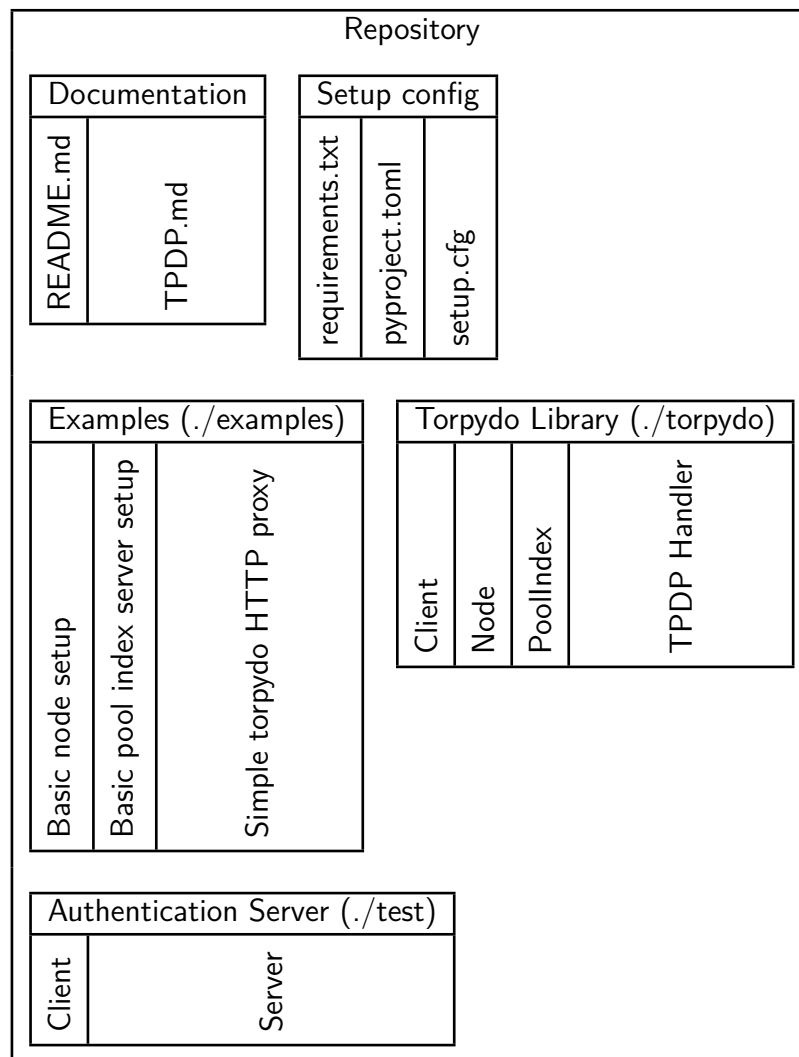 Repository
Documentation
README.md
TPDP.md
Setup config
requirements.txt
pyproject.toml
setup.cfg
Examples (./examples)
Basic node setup
Basic pool index server setup
Simple torpydo HTTP proxy
Torpydo Library (./torpydo)
Client
Node
PoolIndex
TPDP Handler
Authentication Server (./test)
Client
Server